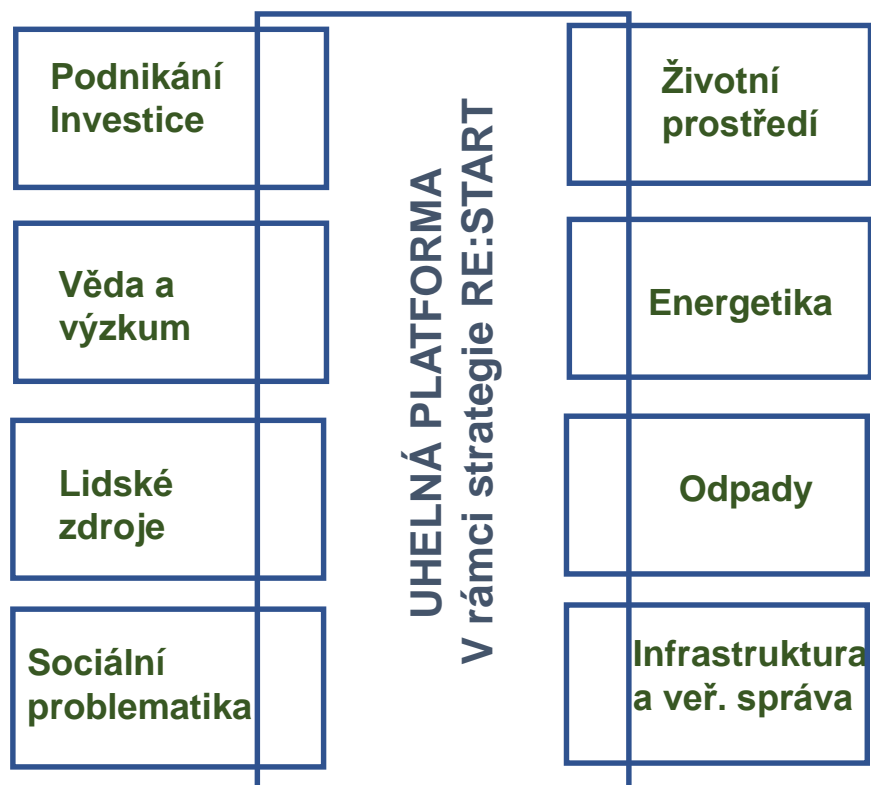 Podnikání
Investice
Věda a
výzkum
Lidské
zdroje
Sociální
problematika
UHELNÁ PLATFORMA
V rámci strategie RE:START
Životní
prostředí
Energetika
Odpady
Infrastruktura
a veř. správa